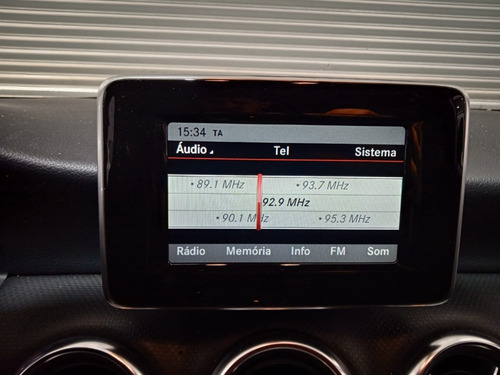 15:34 TA
Áudio Tel Sistema
• 89.1 MHz • 93.7 MHz
92.9 MHz
• 90.1 MHz • 95.3 MHz
Rádio Memória Info FM Som